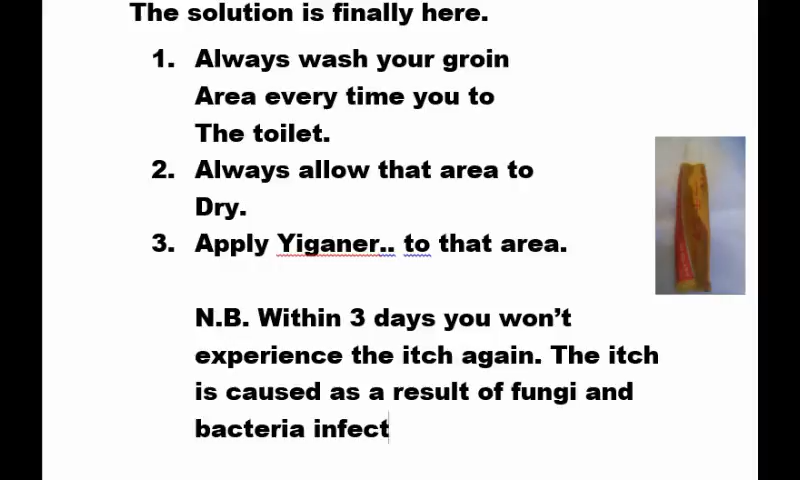 The solution is finally here.
1. Always wash your groin
Area every time you to
The toilet.
2. Always allow that area to
Dry.
3. Apply Yiganer.. to that area.
N.B. Within 3 days you won't
experience the itch again. The itch
is caused as a result of fungi and
bacteria infect